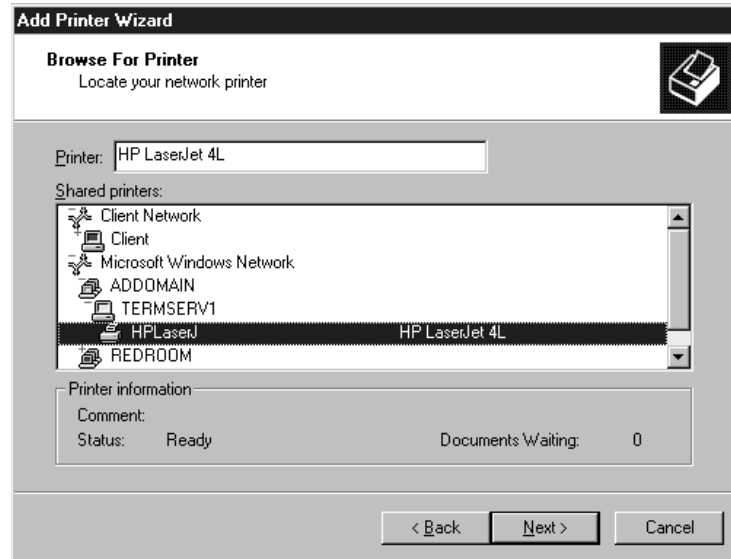 Add Printer Wizard
Browse For Printer
Locate your network printer
Printer: HP LaserJet 4L
Shared printers:
Client Network
Client
Microsoft Windows Network
ADDOMAIN
TERMSERV1
HPLaserJ HP LaserJet 4L
REDROOM
Printer information
Comment:
Status: Ready Documents Waiting: 0
< Back Next > Cancel